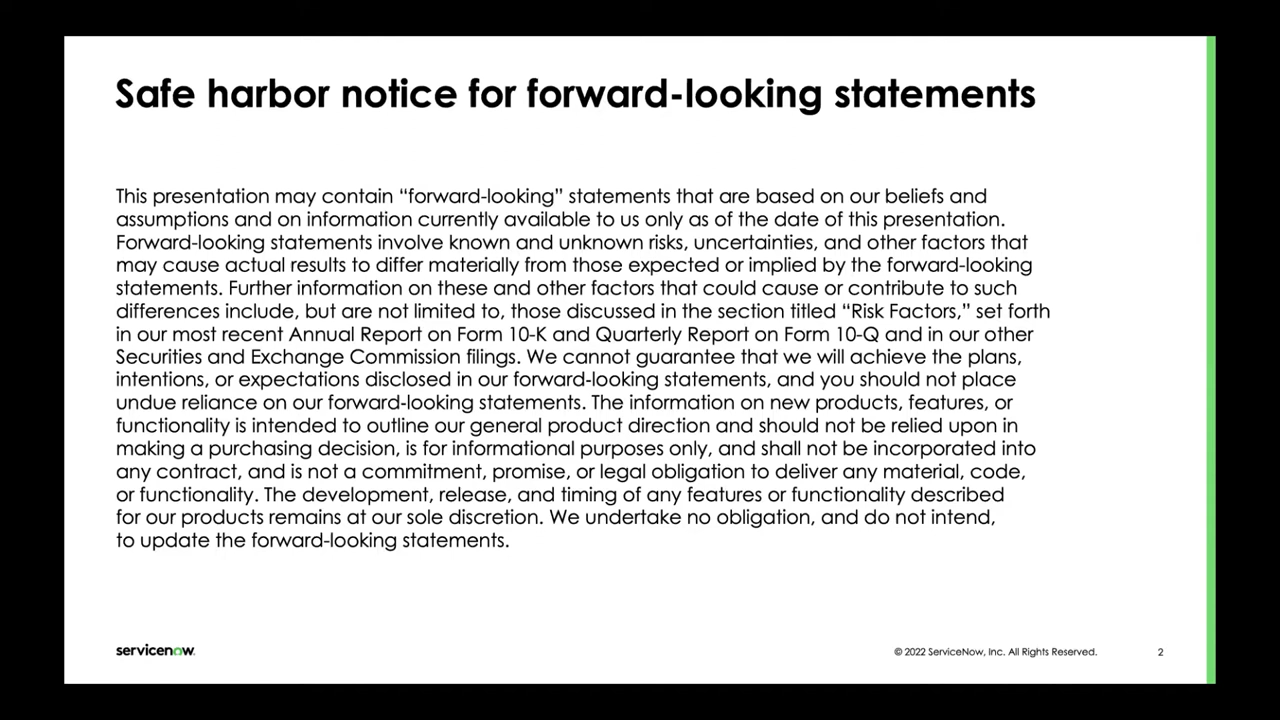 Safe harbor notice for forward-looking statements
This presentation may contain “forward-looking” statements that are based on our beliefs and
assumptions and on information currently available to us only as of the date of this presentation.
Forward-looking statements involve known and unknown risks, uncertainties, and other factors that
may cause actual results to differ materially from those expected or implied by the forward-looking
statements. Further information on these and other factors that could cause or contribute to such
differences include, but are not limited to, those discussed in the section titled “Risk Factors,” set forth
in our most recent Annual Report on Form 10-K and Quarterly Report on Form 10-Q and in our other
Securities and Exchange Commission filings. We cannot guarantee that we will achieve the plans,
intentions, or expectations disclosed in our forward-looking statements, and you should not place
undue reliance on our forward-looking statements. The information on new products, features, or
functionality is intended to outline our general product direction and should not be relied upon in
making a purchasing decision, is for informational purposes only, and shall not be incorporated into
any contract, and is not a commitment, promise, or legal obligation to deliver any material, code,
or functionality. The development, release, and timing of any features or functionality described
for our products remains at our sole discretion. We undertake no obligation, and do not intend,
to update the forward-looking statements.
servicenow.
© 2022 ServiceNow, Inc. All Rights Reserved.
2